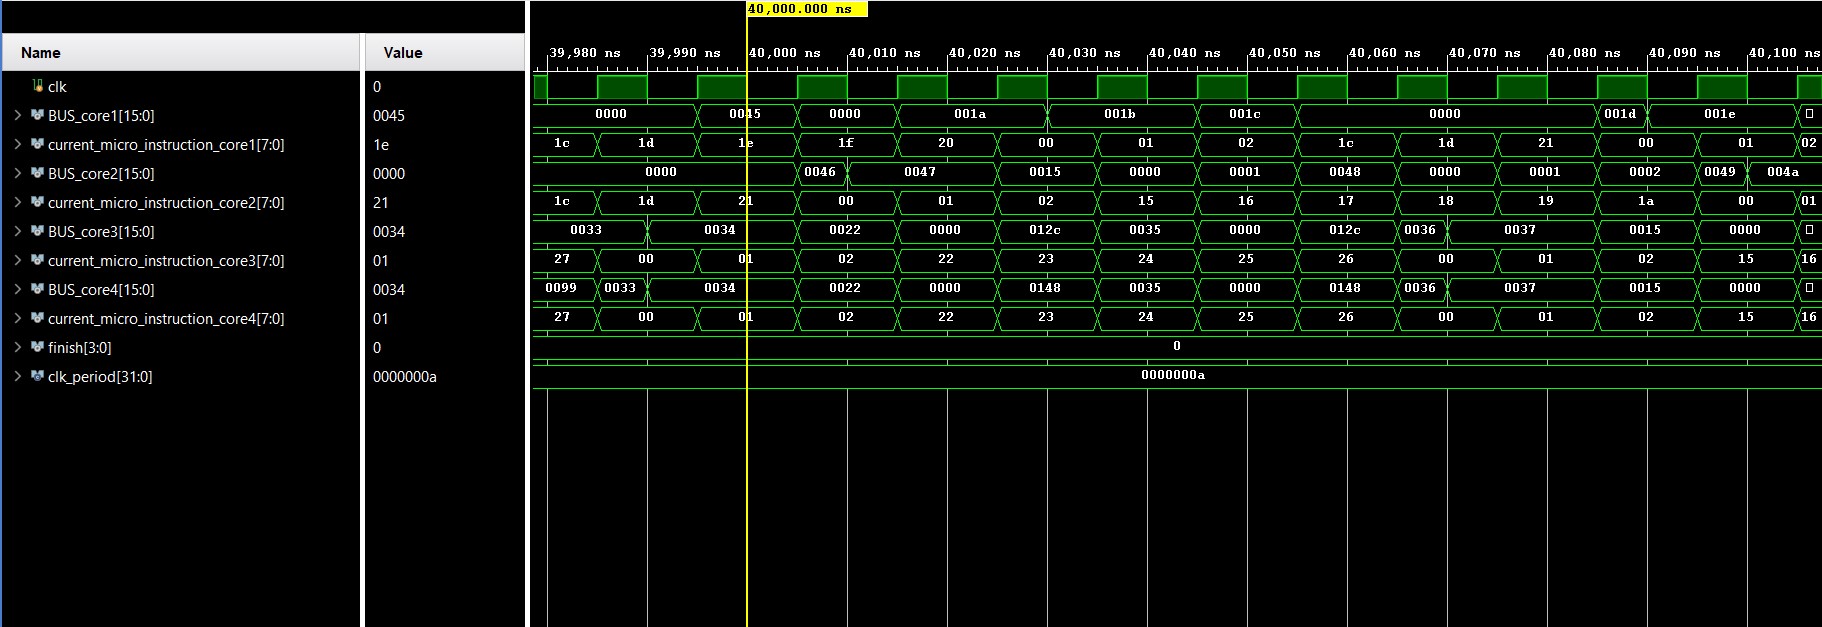 40,000.000 ns
Name Value
39,980 ns 39,990 ns 40,000 ns 40,010 ns 40,020 ns 40,030 ns 40,040 ns 40,050 ns 40,060 ns 40,070 ns 40,080 ns 40,090 ns 40,100 ns
clk 0
BUS_core1[15:0] 0045 0000 0045 0000 001a 001b 001c 0000 001d 001e
current_micro_instruction_core1[7:0] 1e 1c 1d 1e 1f 20 00 01 02 1c 1d 21 00 01 02
BUS_core2[15:0] 0000 0000 0046 0047 0015 0000 0001 0048 0000 0001 0002 0049 004a
current_micro_instruction_core2[7:0] 21 1c 1d 21 00 01 02 15 16 17 18 19 1a 00 01
BUS_core3[15:0] 0034 0033 0034 0022 0000 012c 0035 0000 012c 0036 0037 0015 0000
current_micro_instruction_core3[7:0] 01 27 00 01 02 22 23 24 25 26 00 01 02 15 16
BUS_core4[15:0] 0034 0099 0033 0034 0022 0000 0148 0035 0000 0148 0036 0037 0015 0000
current_micro_instruction_core4[7:0] 01 27 00 01 02 22 23 24 25 26 00 01 02 15 16
finish[3:0] 0 0
clk_period[31:0] 0000000a 0000000a